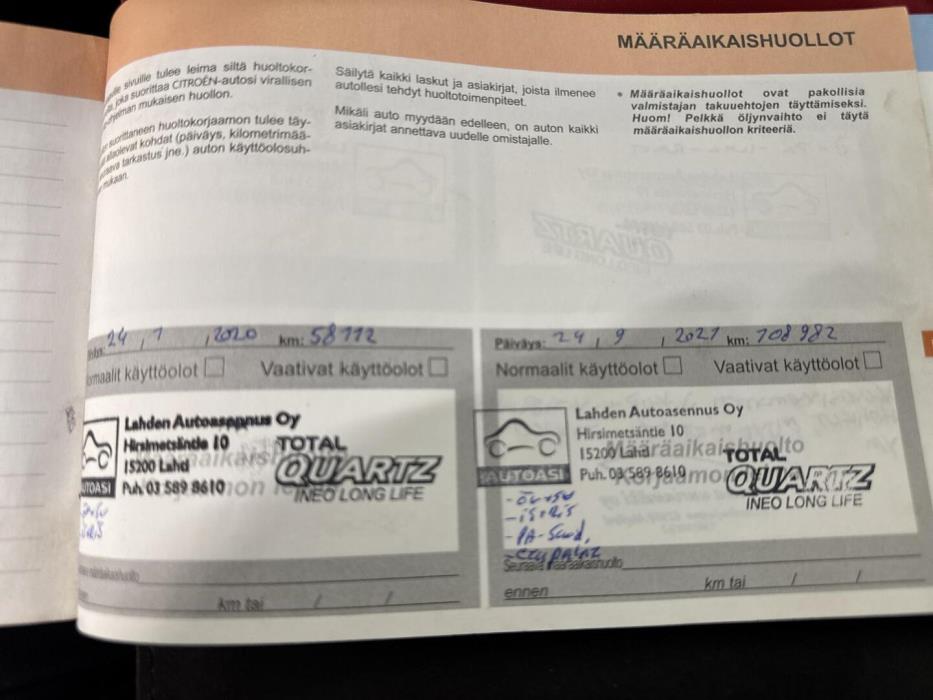 MÄÄRÄAIKAISHUOLLOT
sivuille tulee leima siltä huoltokor-
joka suorittaa CITROËN-autosi virallisen
mukaisen huollon.
suorittaneen huoltokorjaamon tulee täy-
allaolevat kohdat (päiväys, kilometrimää-
tarkastus jne.) auton käyttöolosuh-
mukaan.
Säilytä kaikki laskut ja asiakirjat, joista ilmenee
autollesi tehdyt huoltotoimenpiteet.
Mikäli auto myydään edelleen, on auton kaikki
asiakirjat annettava uudelle omistajalle.
• Määräaikaishuollot ovat pakollisia
valmistajan takuuehtojen täyttämiseksi.
Huom! Pelkkä öljynvaihto ei täytä
määräaikaishuollon kriteeriä.
24 , 1 , 2020 km: 58112
Normaalit käyttöolot Vaativat käyttöolot
Lahden Autoasennus Oy
Hirsimetsäntie 10
15200 Lahti
Puh. 03 589 8610
AUTOASI
TOTAL
QUARTZ
INEO LONG LIFE
km tai / /
Päiväys: 24 , 9 , 2021 km: 108982
Normaalit käyttöolot Vaativat käyttöolot
Lahden Autoasennus Oy
Hirsimetsäntie 10
15200 Lahti
Puh. 03 589 8610
AUTOASI
Määräaikaishuolto
Korjaamon
TOTAL
QUARTZ
INEO LONG LIFE
Seuraava määräaikaishuolto
ennen km tai / /